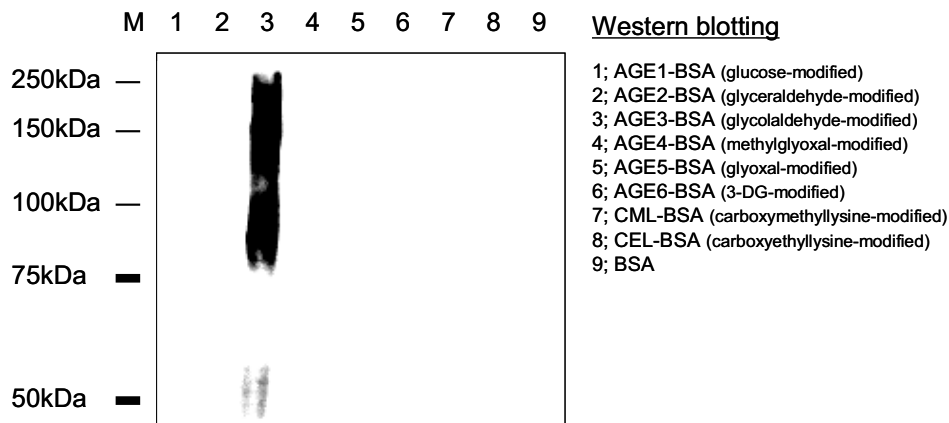 M 1 2 3 4 5 6 7 8 9
250kDa
150kDa
100kDa
75kDa
50kDa
Western blotting
1; AGE1-BSA (glucose-modified)
2; AGE2-BSA (glyceraldehyde-modified)
3; AGE3-BSA (glycolaldehyde-modified)
4; AGE4-BSA (methylglyoxal-modified)
5; AGE5-BSA (glyoxal-modified)
6; AGE6-BSA (3-DG-modified)
7; CML-BSA (carboxymethyllysine-modified)
8; CEL-BSA (carboxyethyllysine-modified)
9; BSA